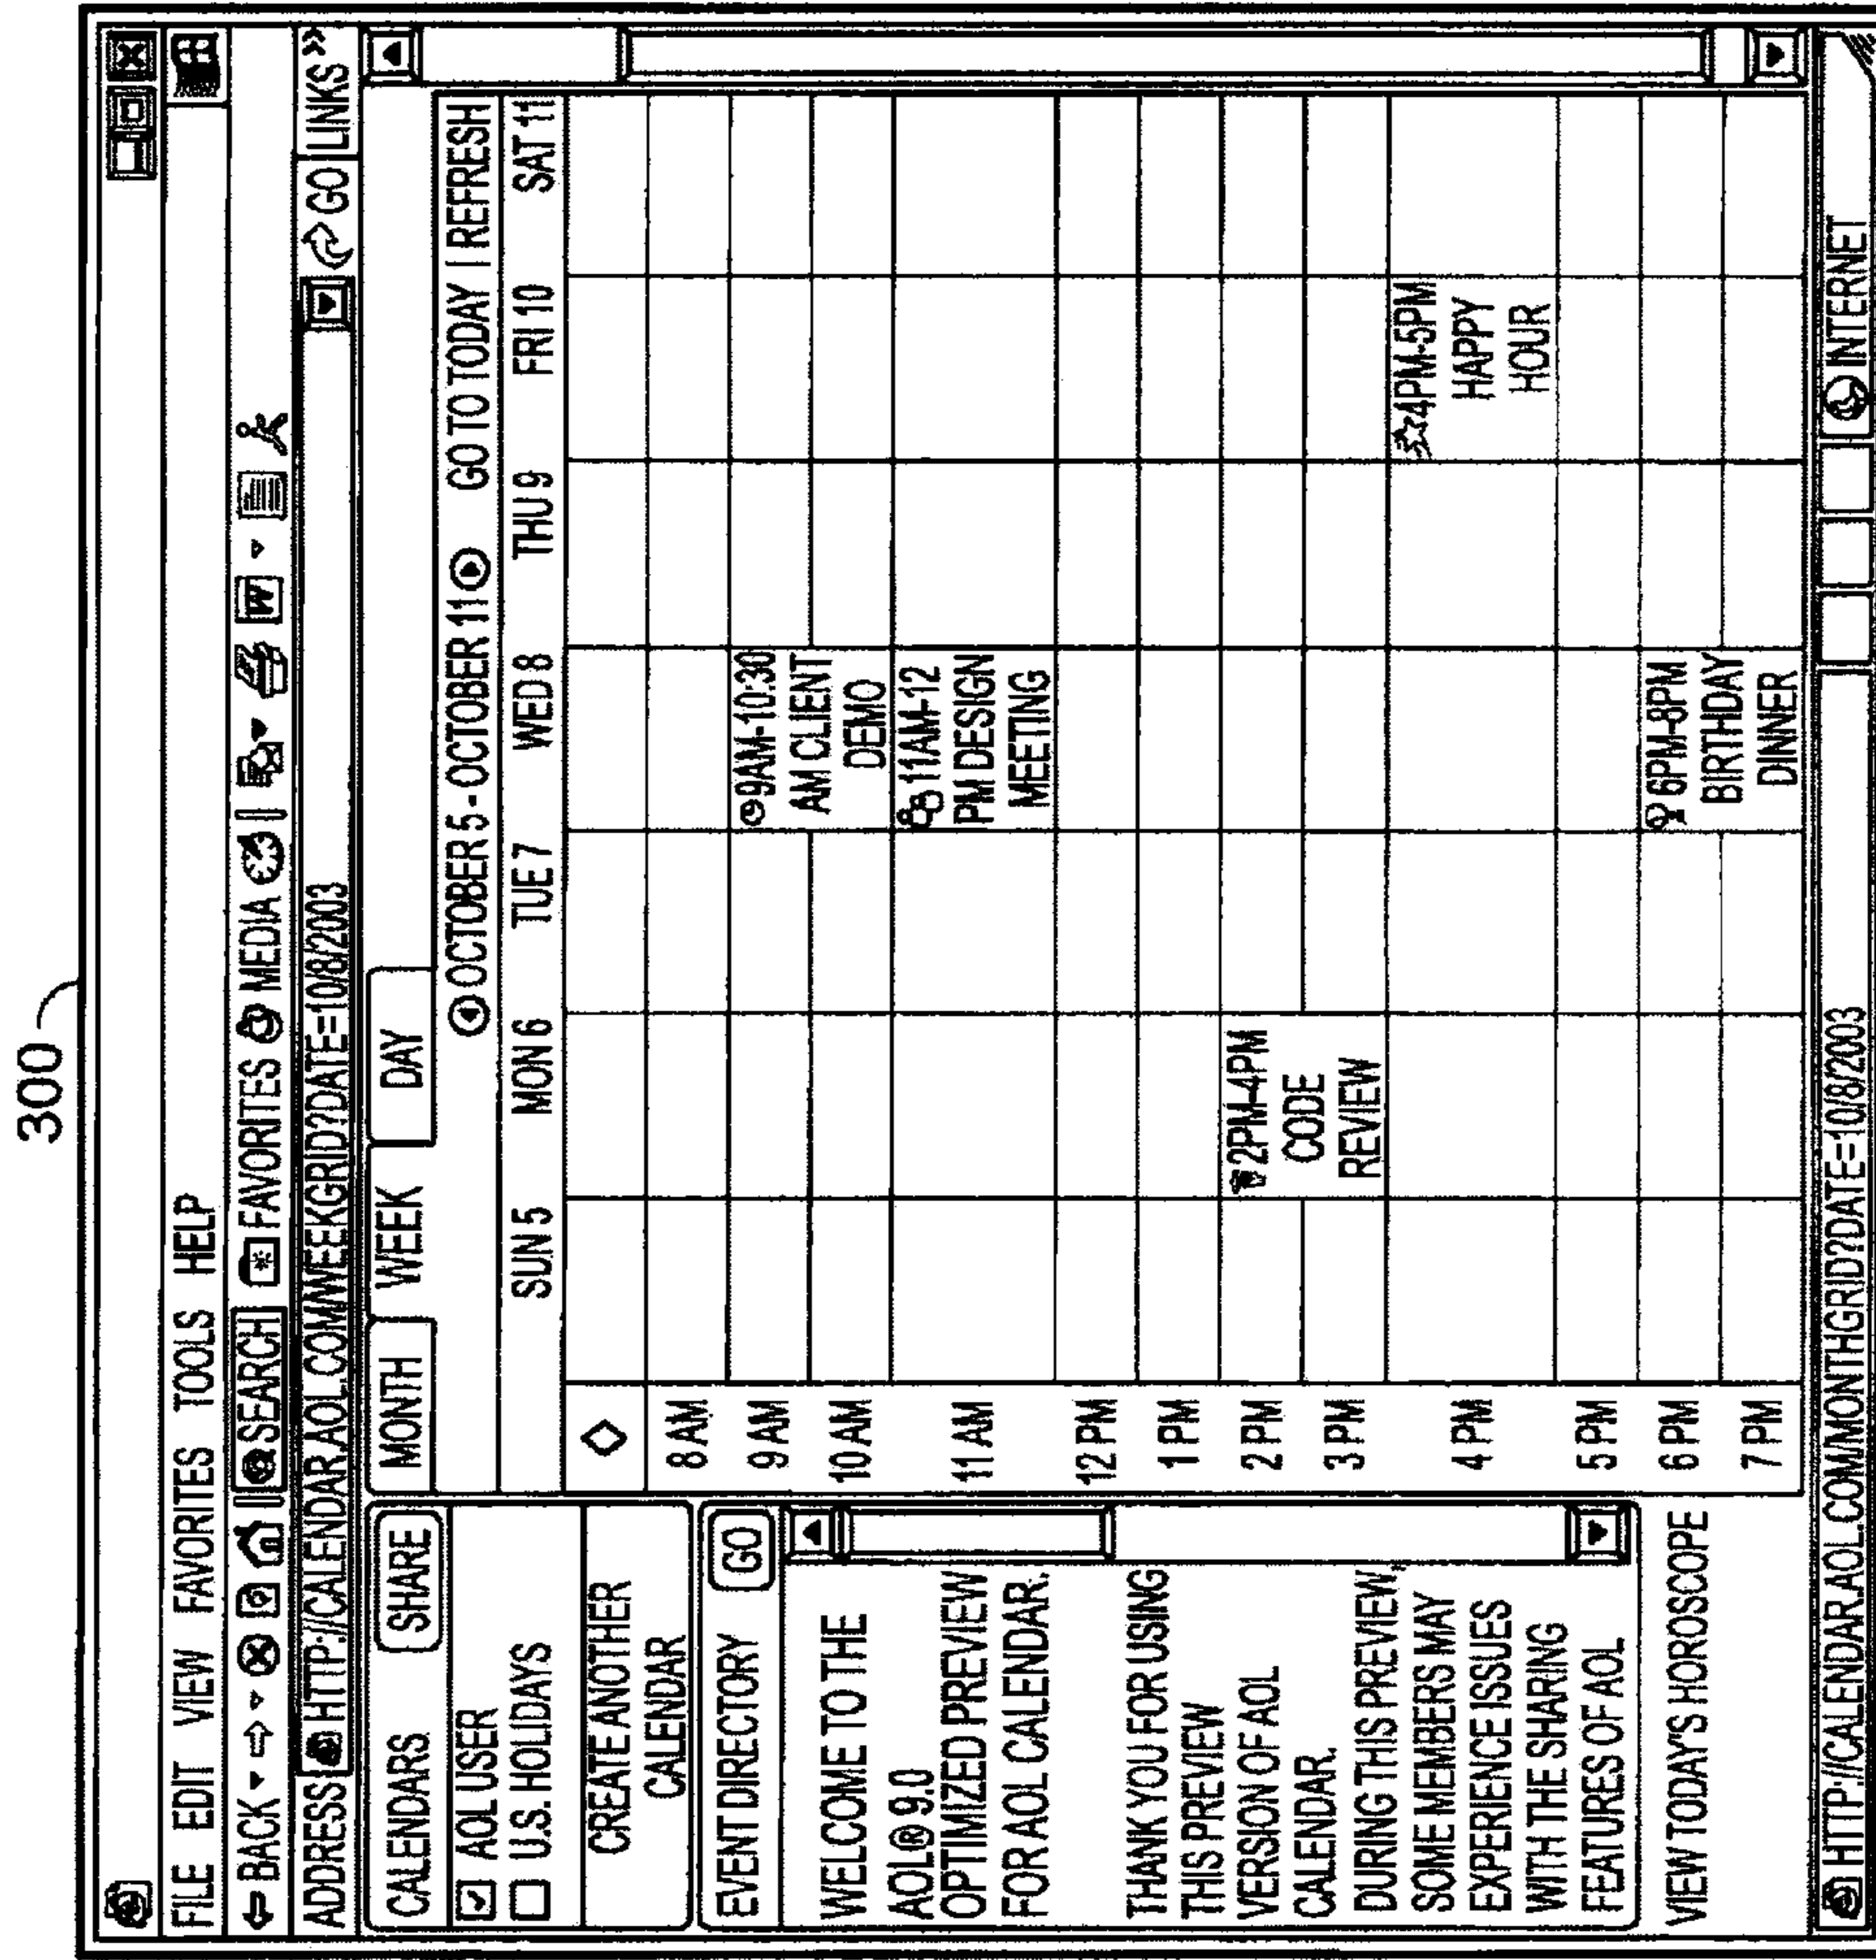 300
FILE EDIT VIEW FAVORITES TOOLS HELP
BACK SEARCH FAVORITES MEDIA W
ADDRESS HTTP://CALENDAR.AOL.COM/WEEKGRID?DATE=10/8/2003 GO LINKS »
CALENDARS SHARE
AOL USER
U.S. HOLIDAYS
CREATE ANOTHER
CALENDAR
EVENT DIRECTORY GO
WELCOME TO THE
AOL® 9.0
OPTIMIZED PREVIEW
FOR AOL CALENDAR.
THANK YOU FOR USING
THIS PREVIEW
VERSION OF AOL
CALENDAR.
DURING THIS PREVIEW,
SOME MEMBERS MAY
EXPERIENCE ISSUES
WITH THE SHARING
FEATURES OF AOL
VIEW TODAY'S HOROSCOPE
MONTH WEEK DAY
OCTOBER 5 - OCTOBER 11 GO TO TODAY | REFRESH
SUN 5 MON 6 TUE 7 WED 8 THU 9 FRI 10 SAT 11
8 AM
9 AM
9AM-10:30
AM CLIENT
DEMO
10 AM
11 AM
11AM-12
PM DESIGN
MEETING
12 PM
1 PM
2 PM
2PM-4PM
CODE
REVIEW
3 PM
4 PM
4PM-5PM
HAPPY
HOUR
5 PM
6 PM
6PM-8PM
BIRTHDAY
DINNER
7 PM
HTTP://CALENDAR.AOL.COM/MONTHGRID?DATE=10/8/2003 INTERNET